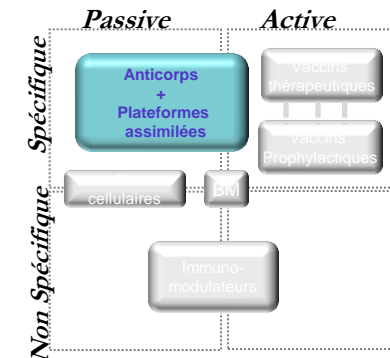 Passive
Active
Spécifique
Anticorps
+
Plateformes
assimilées
Vaccins
thérapeutiques
Vaccins
Prophylactiques
cellulaires
BM
Non Spécifique
Immuno-
modulateurs